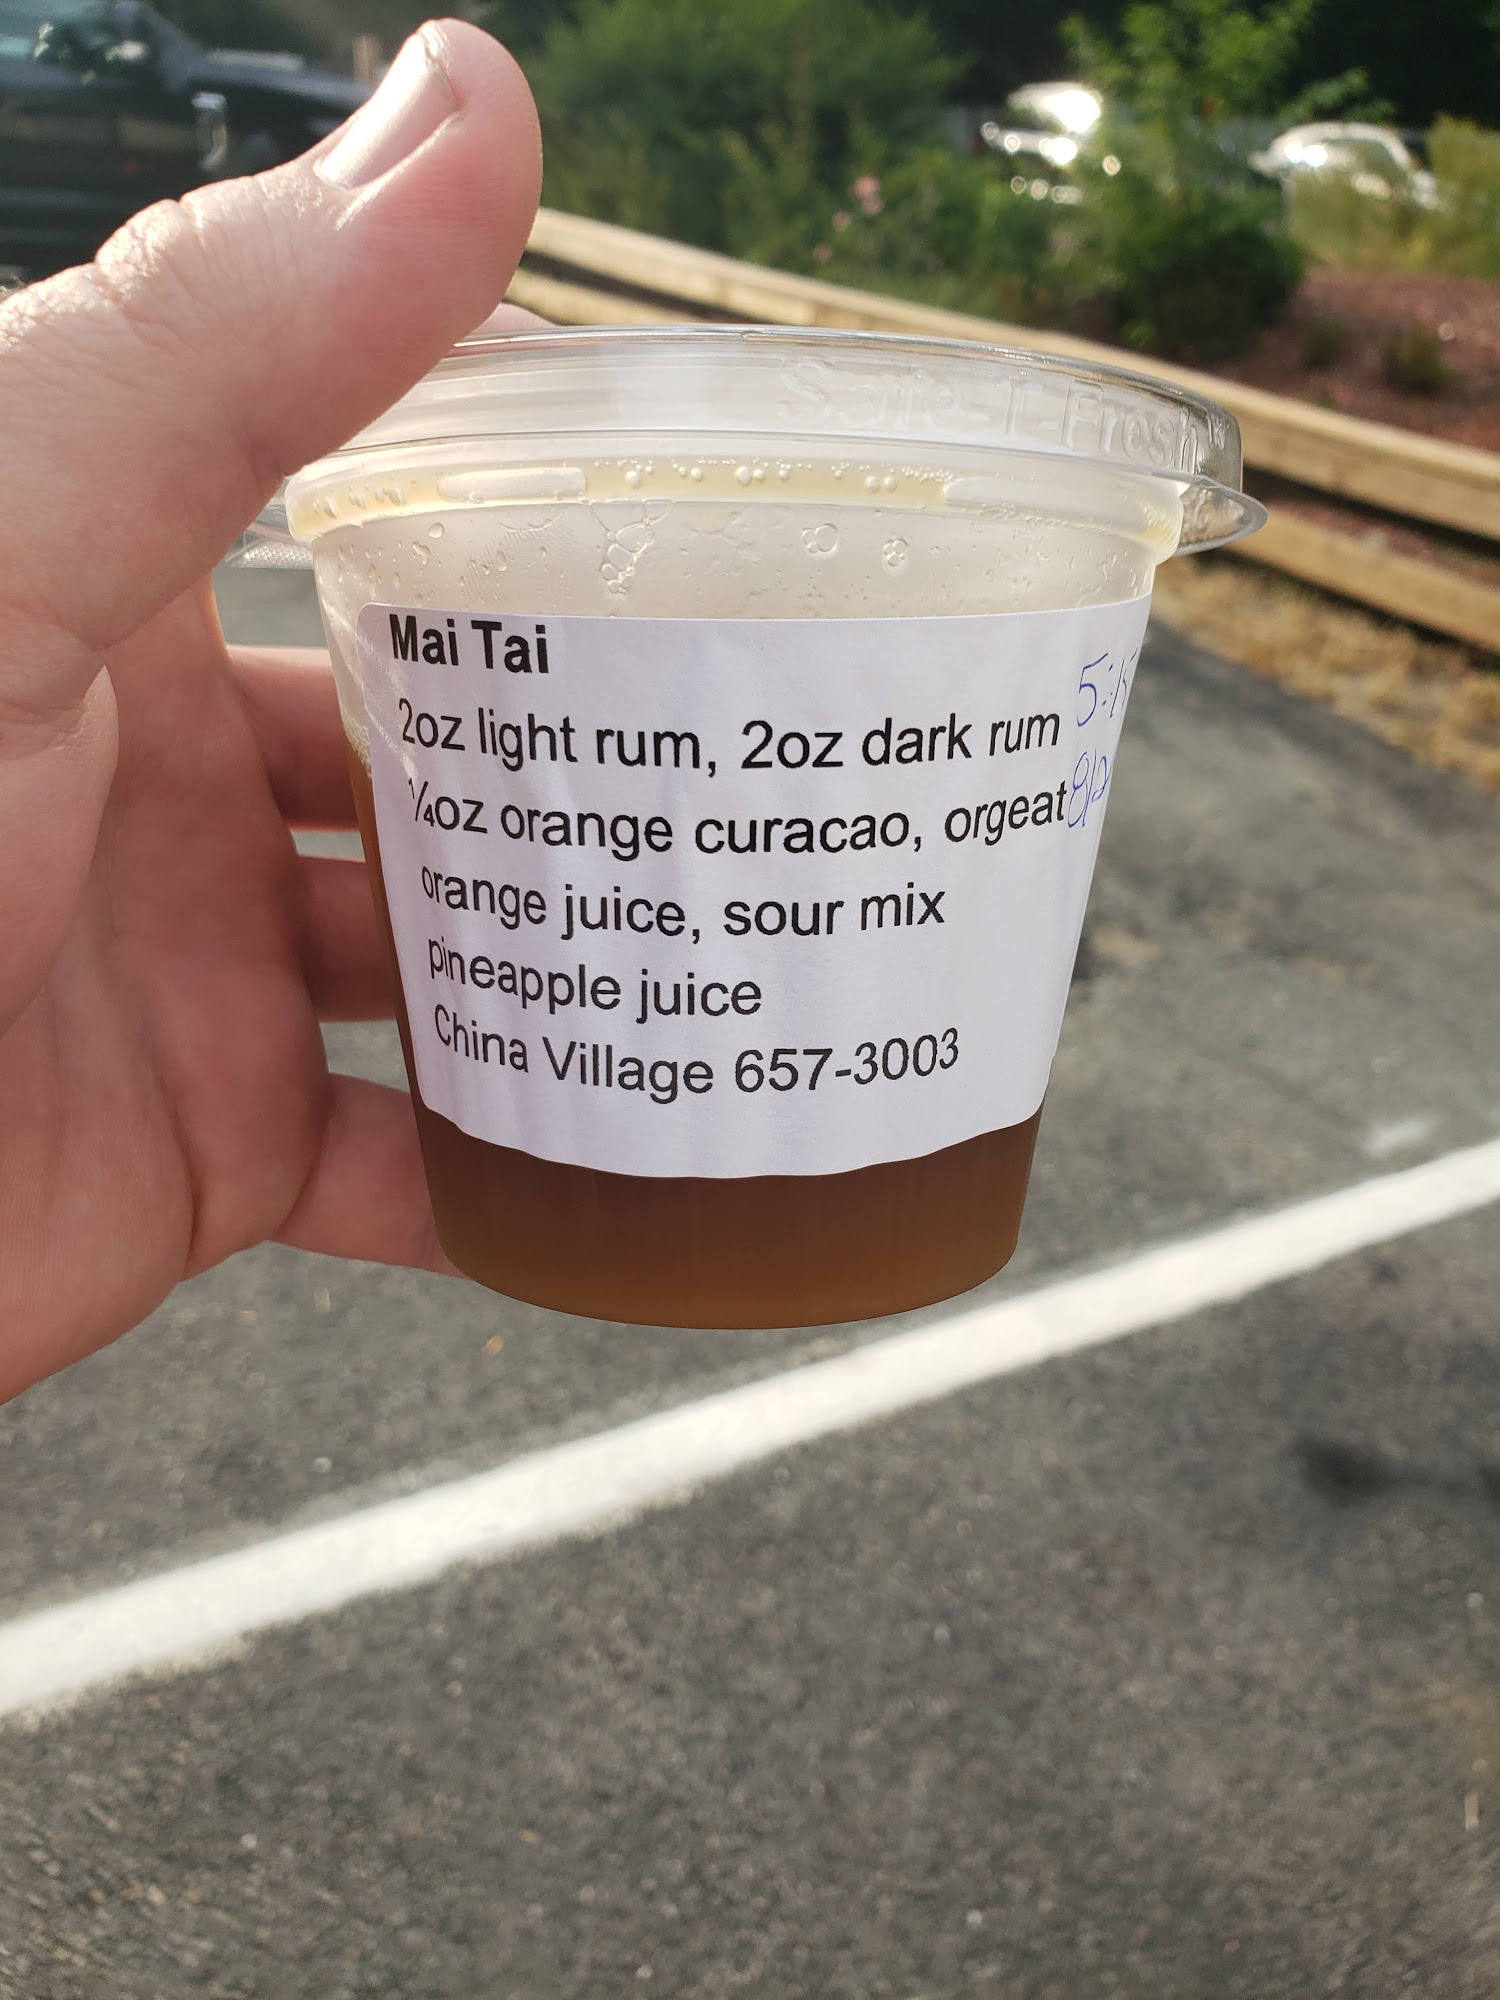 Safe-T-Fresh
Mai Tai
2oz light rum, 2oz dark rum
¼oz orange curacao, orgeat
orange juice, sour mix
pineapple juice
China Village 657-3003